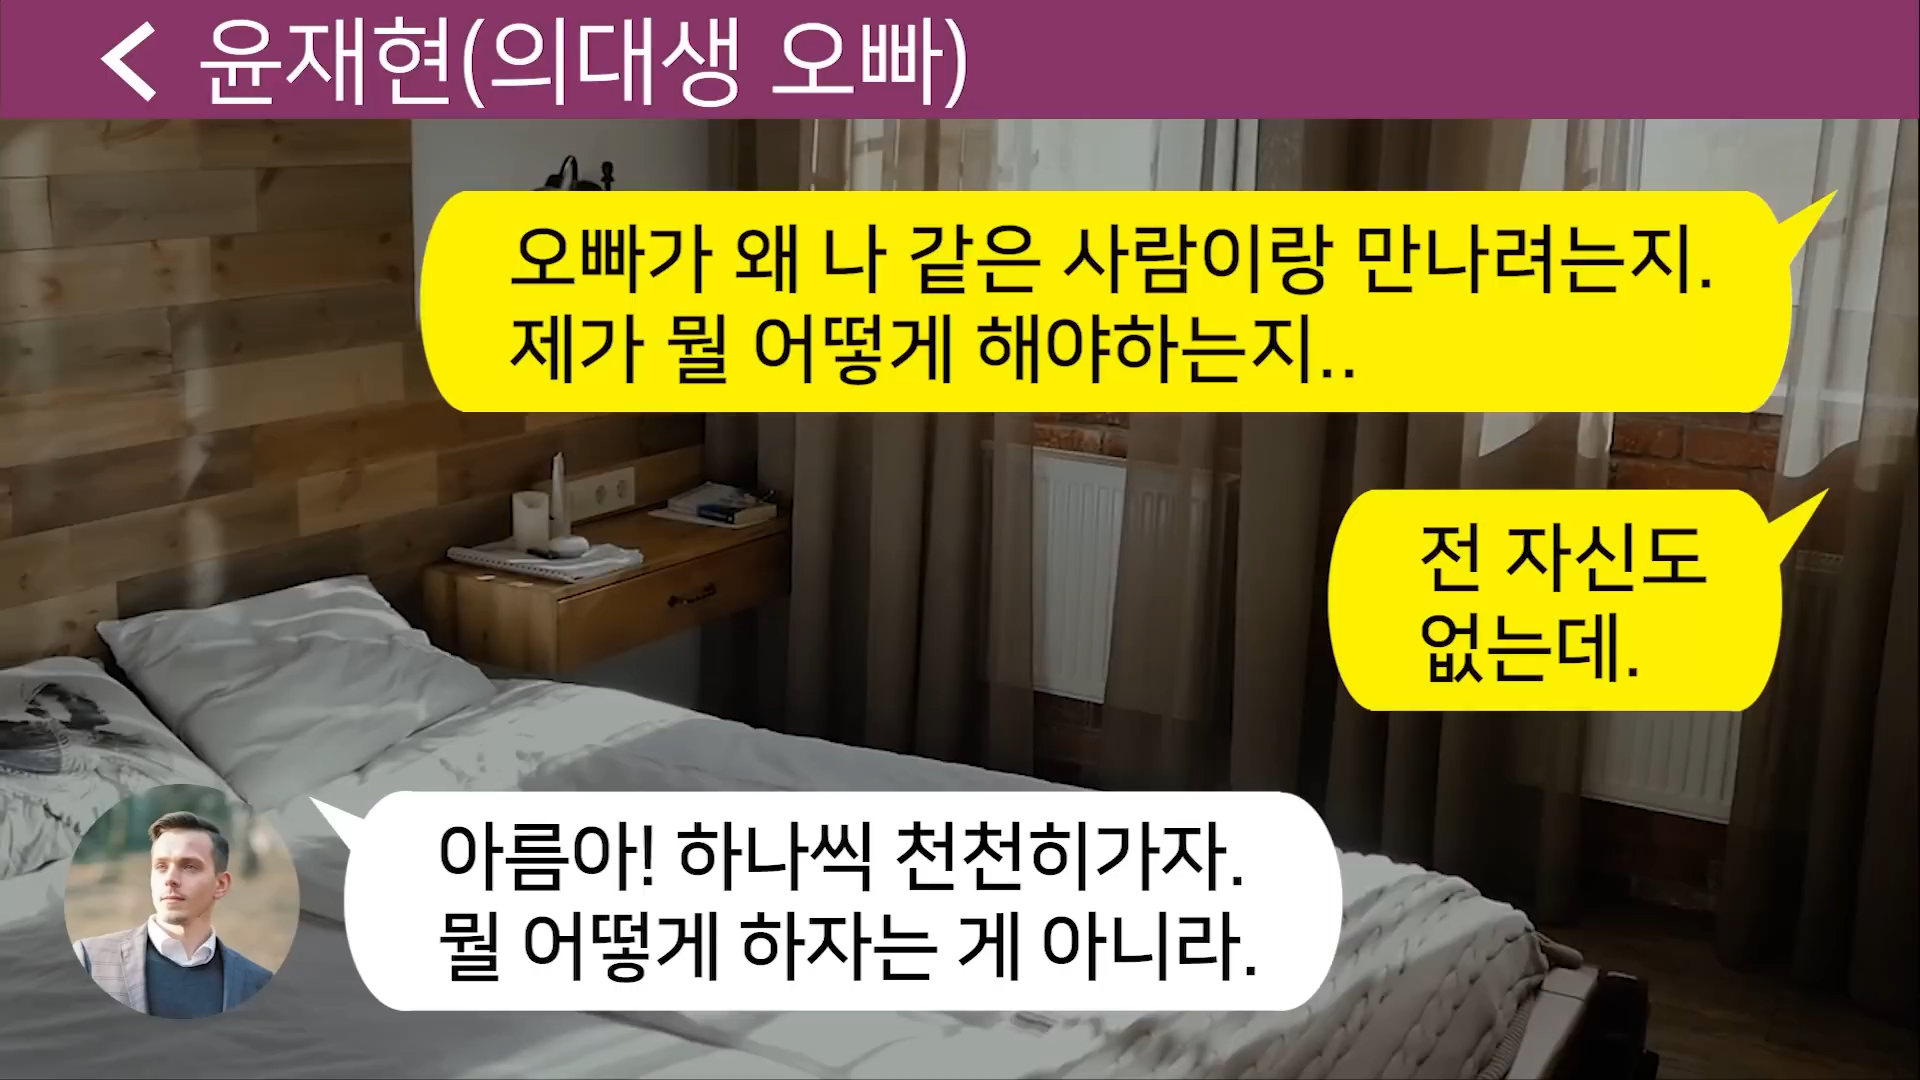 윤재현(의대생 오빠)
오빠가 왜 나 같은 사람이랑 만나려는지.
제가 뭘 어떻게 해야하는지..
전 자신도
없는데.
아름아! 하나씩 천천히가자.
뭘 어떻게 하자는 게 아니라.